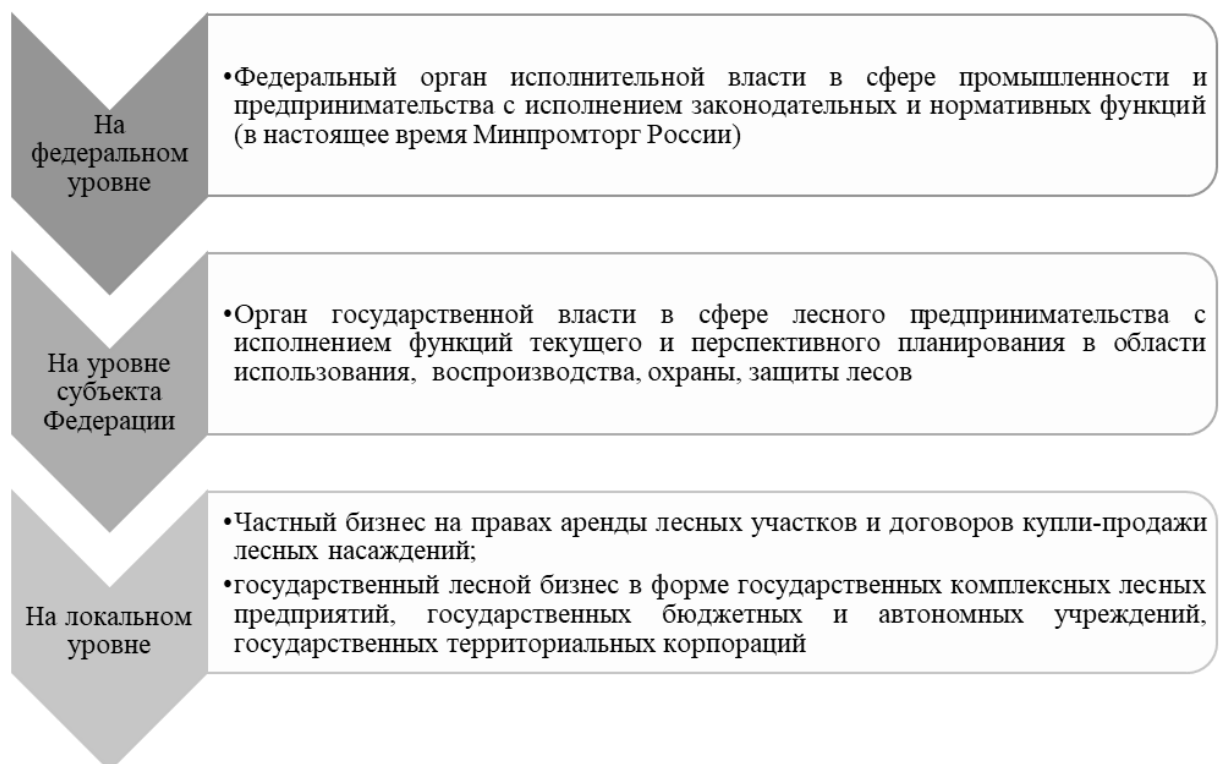 На
федеральном
уровне
•Федеральный орган исполнительной власти в сфере промышленности и
предпринимательства с исполнением законодательных и нормативных функций
(в настоящее время Минпромторг России)
На уровне
субъекта
Федерации
•Орган государственной власти в сфере лесного предпринимательства с
исполнением функций текущего и перспективного планирования в области
использования, воспроизводства, охраны, защиты лесов
На локальном
уровне
•Частный бизнес на правах аренды лесных участков и договоров купли-продажи
лесных насаждений;
•государственный лесной бизнес в форме государственных комплексных лесных
предприятий, государственных бюджетных и автономных учреждений,
государственных территориальных корпораций